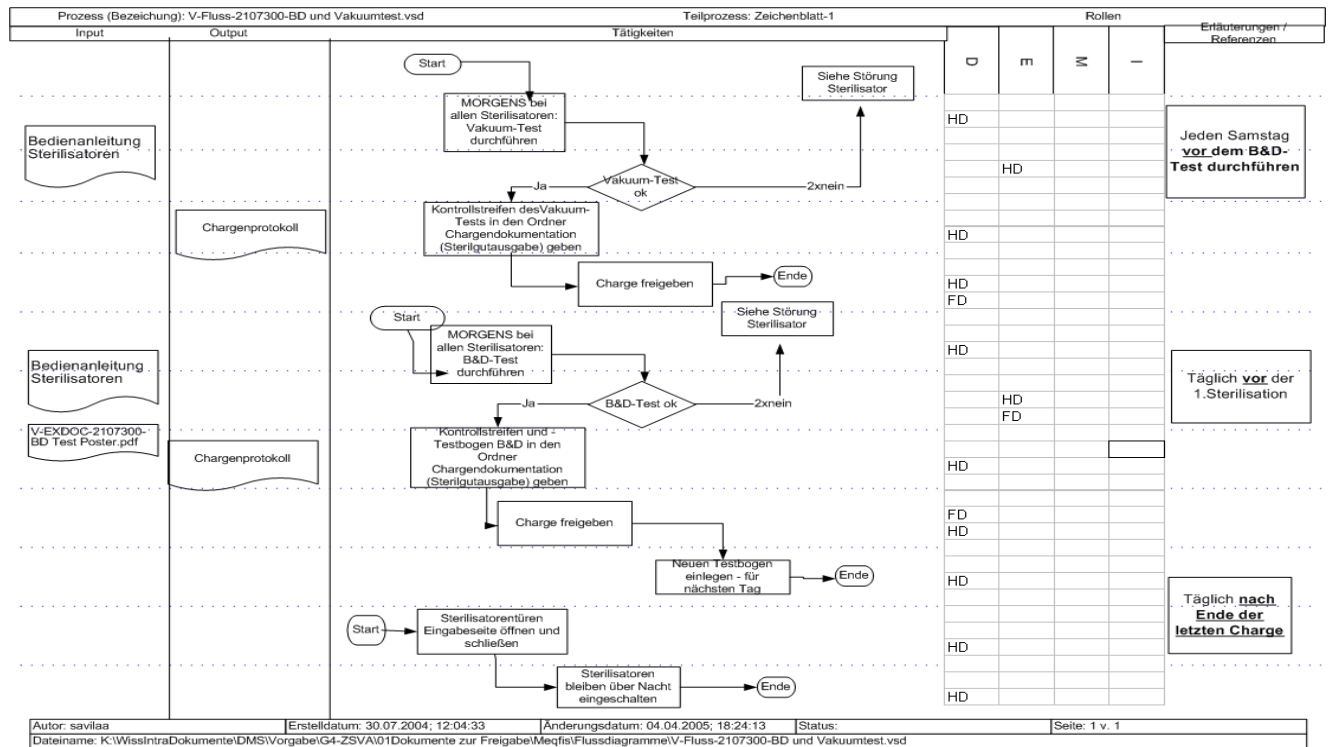 Prozess (Bezeichung): V-Fluss-2107300-BD und Vakuumtest.vsd
Teilprozess: Zeichenblatt-1
Rollen
Input
Output
Tätigkeiten
Erläuterungen /
Referenzen
D
E
M
I
Start
Siehe Störung
Sterilisator
MORGENS bei
allen Sterilisatoren:
Vakuum-Test
durchführen
HD
Jeden Samstag
vor dem B&D-
Test durchführen
Bedienanleitung
Sterilisatoren
Vakuum-Test
ok
Ja
2xnein
HD
Kontrollstreifen desVakuum-
Tests in den Ordner
Chargendokumentation
(Sterilgutausgabe) geben
Chargenprotokoll
HD
Charge freigeben
Ende
HD
FD
Start
Siehe Störung
Sterilisator
MORGENS bei
allen Sterilisatoren:
B&D-Test
durchführen
HD
Bedienanleitung
Sterilisatoren
Täglich vor der
1.Sterilisation
Ja
B&D-Test ok
2xnein
HD
FD
V-EXDOC-2107300-
BD Test Poster.pdf
Kontrollstreifen und -
Testbogen B&D in den
Ordner
Chargendokumentation
(Sterilgutausgabe) geben
Chargenprotokoll
HD
Charge freigeben
FD
HD
Neuen Testbogen
einlegen - für
nächsten Tag
Ende
HD
Täglich nach
Ende der
letzten Charge
Start
Sterilisatorentüren
Eingabeseite öffnen und
schließen
HD
Sterilisatoren
bleiben über Nacht
eingeschalten
Ende
HD
Autor: savilaa
Erstelldatum: 30.07.2004; 12:04:33
Änderungsdatum: 04.04.2005; 18:24:13
Status:
Seite: 1 v. 1
Dateiname: K:\WissIntraDokumente\DMS\Vorgabe\G4-ZSVA\01Dokumente zur Freigabe\Meqfis\Flussdiagramme\V-Fluss-2107300-BD und Vakuumtest.vsd